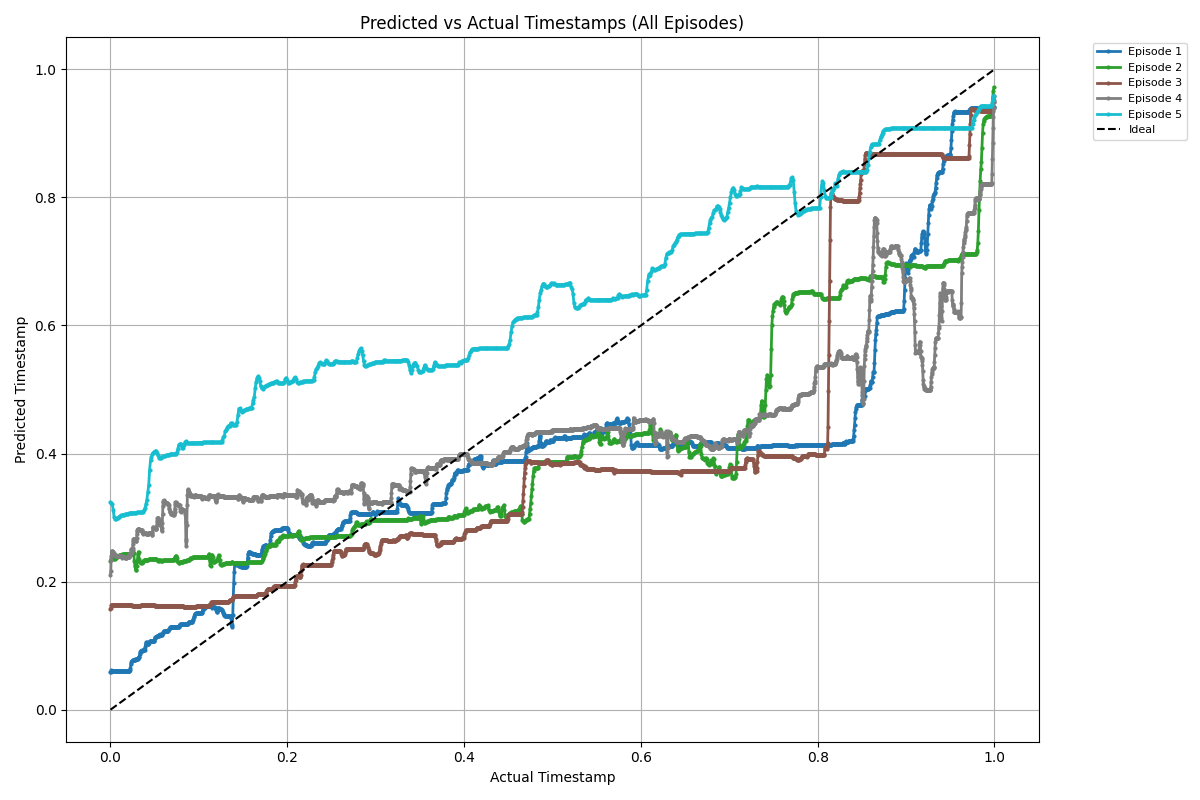 Predicted vs Actual Timestamps (All Episodes)
Episode 1
Episode 2
Episode 3
Episode 4
Episode 5
Ideal
1.0
0.8
0.6
0.4
0.2
0.0
Predicted Timestamp
0.0 0.2 0.4 0.6 0.8 1.0
Actual Timestamp